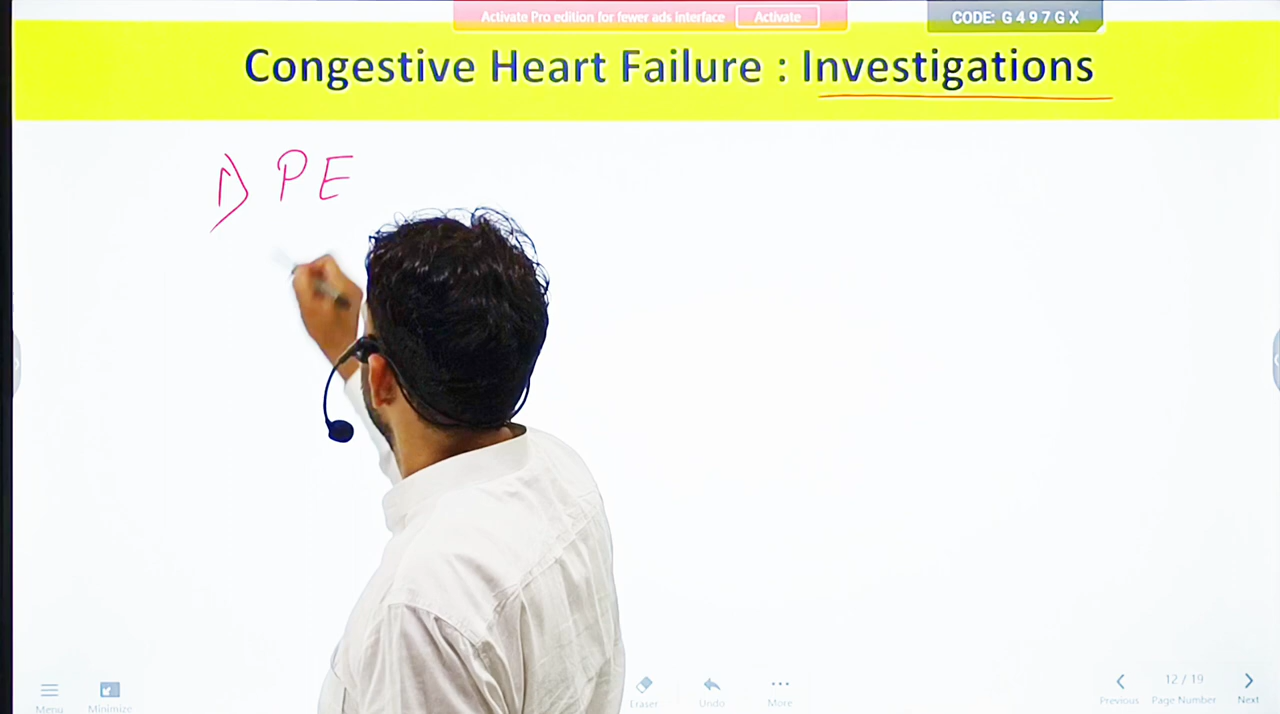 Activate Pro edition for fewer ads interface Activate CODE: G 4 9 7 G X
Congestive Heart Failure : Investigations
1) P E
Menu Minimize Eraser Undo More Previous 12 / 19 Page Number Next